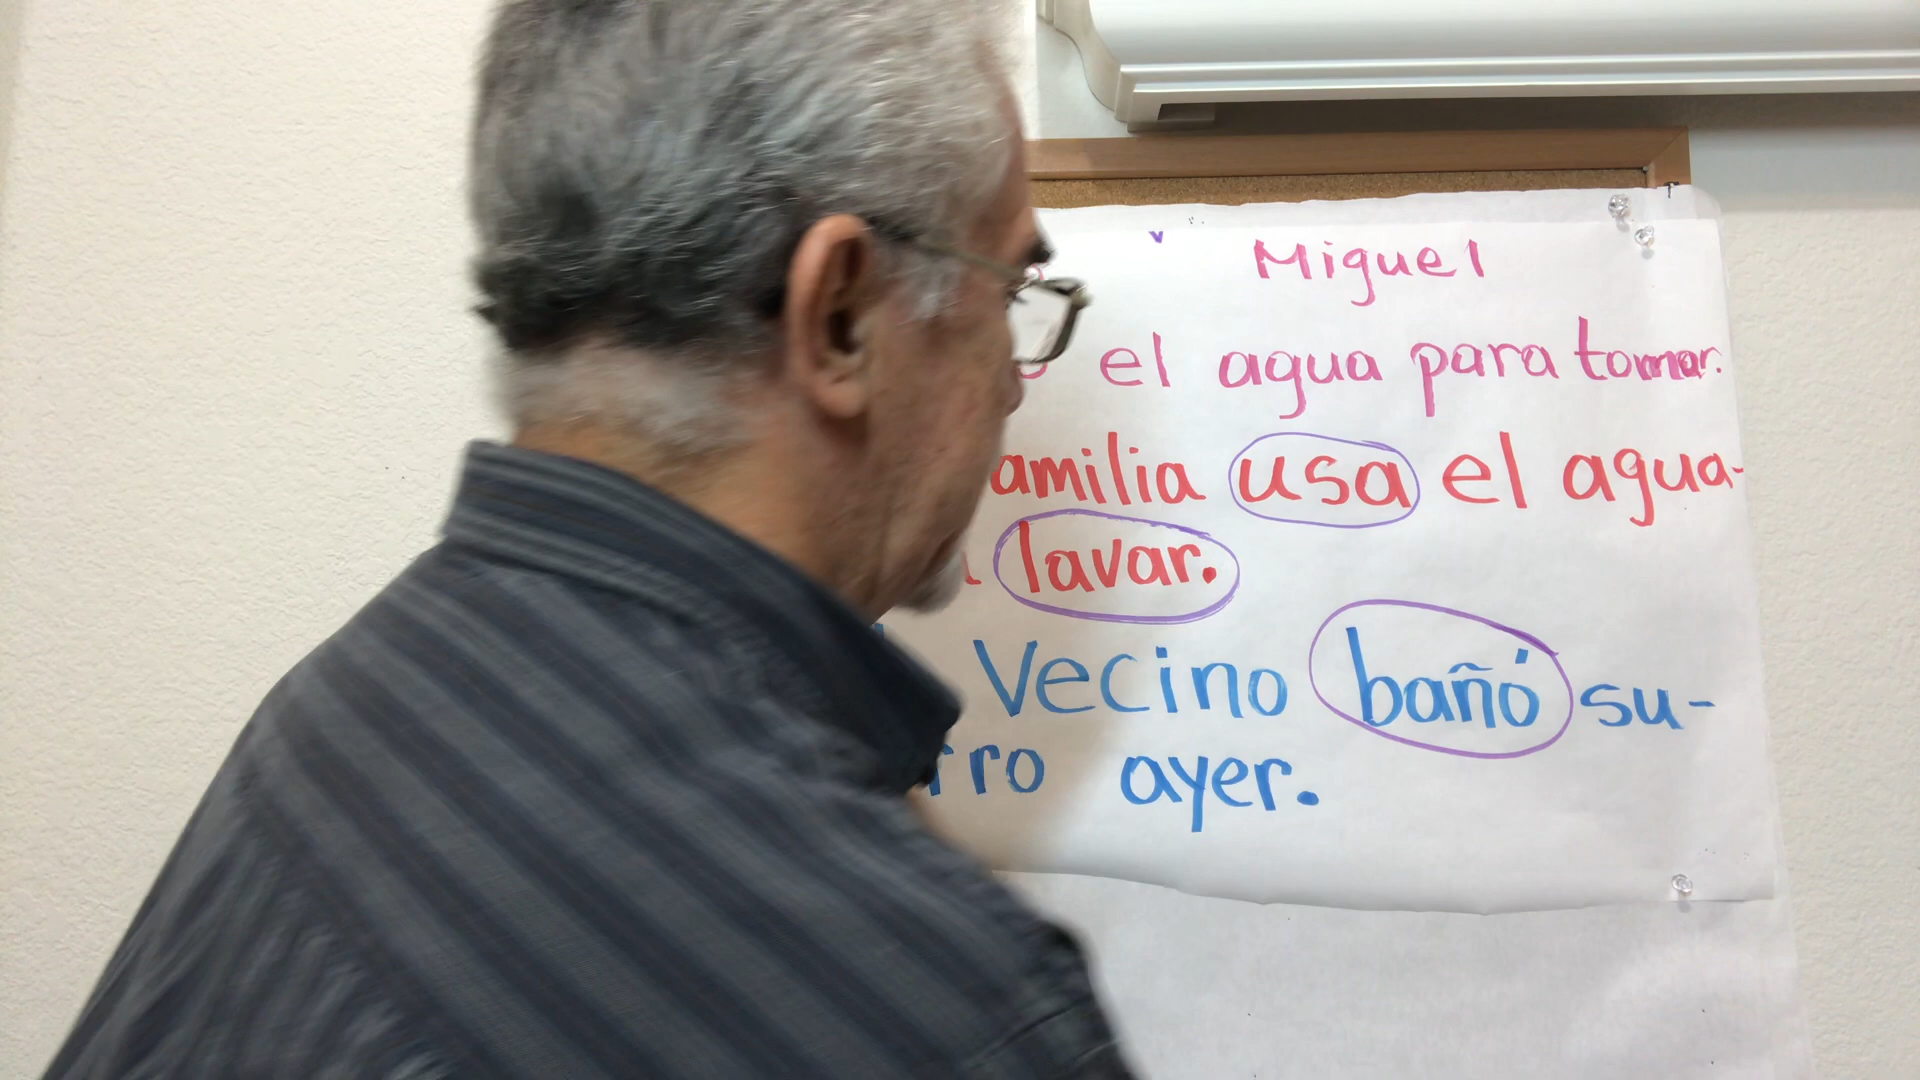 Miguel
el agua para tomar.
amilia usa el agua-
lavar.
Vecino bañó su-
rro ayer.